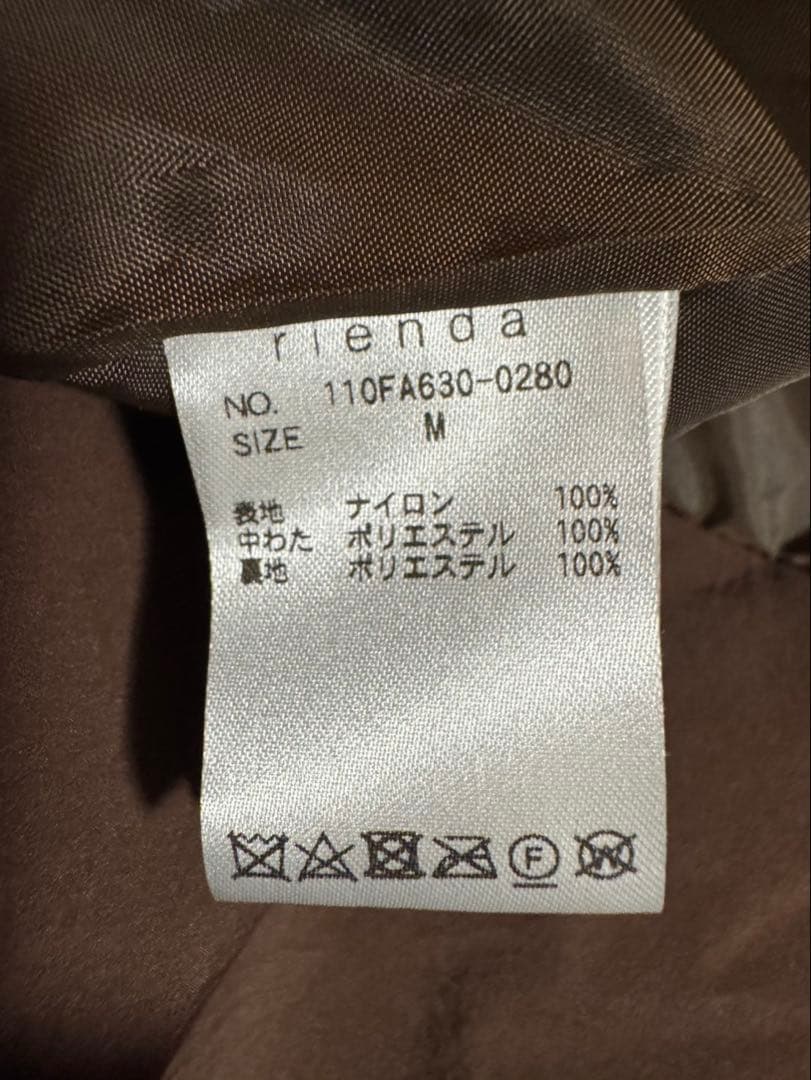 rienda
NO. 110FA630-0280
SIZE M
表地 ナイロン 100%
中わた ポリエステル 100%
裏地 ポリエステル 100%
F
W